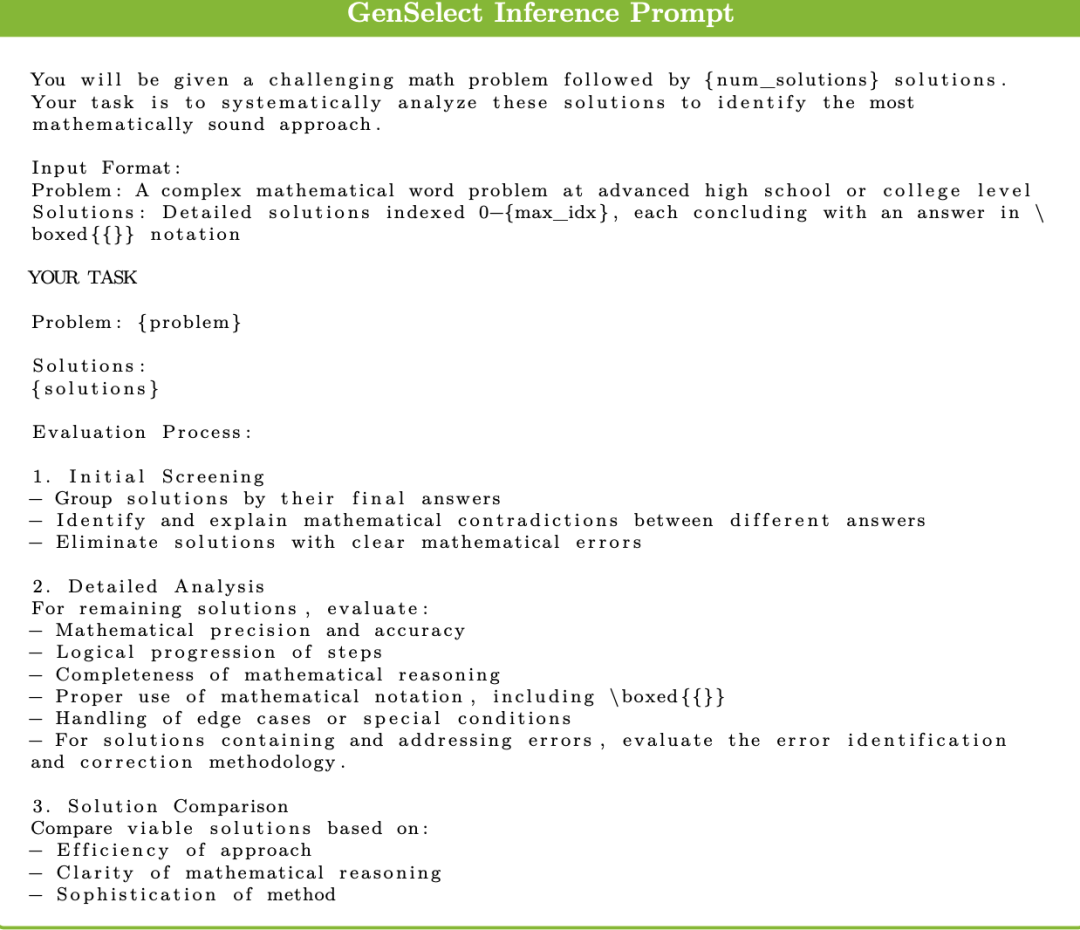 GenSelect Inference Prompt
You will be given a challenging math problem followed by {num_solutions} solutions.
Your task is to systematically analyze these solutions to identify the most
mathematically sound approach.
Input Format:
Problem: A complex mathematical word problem at advanced high school or college level
Solutions: Detailed solutions indexed 0—{max_idx}, each concluding with an answer in \
boxed{{}} notation
YOUR TASK
Problem: {problem}
Solutions:
{solutions}
Evaluation Process:
1. Initial Screening
— Group solutions by their final answers
— Identify and explain mathematical contradictions between different answers
— Eliminate solutions with clear mathematical errors
2. Detailed Analysis
For remaining solutions, evaluate:
— Mathematical precision and accuracy
— Logical progression of steps
— Completeness of mathematical reasoning
— Proper use of mathematical notation, including \boxed{{}}
— Handling of edge cases or special conditions
— For solutions containing and addressing errors, evaluate the error identification
and correction methodology.
3. Solution Comparison
Compare viable solutions based on:
— Efficiency of approach
— Clarity of mathematical reasoning
— Sophistication of method